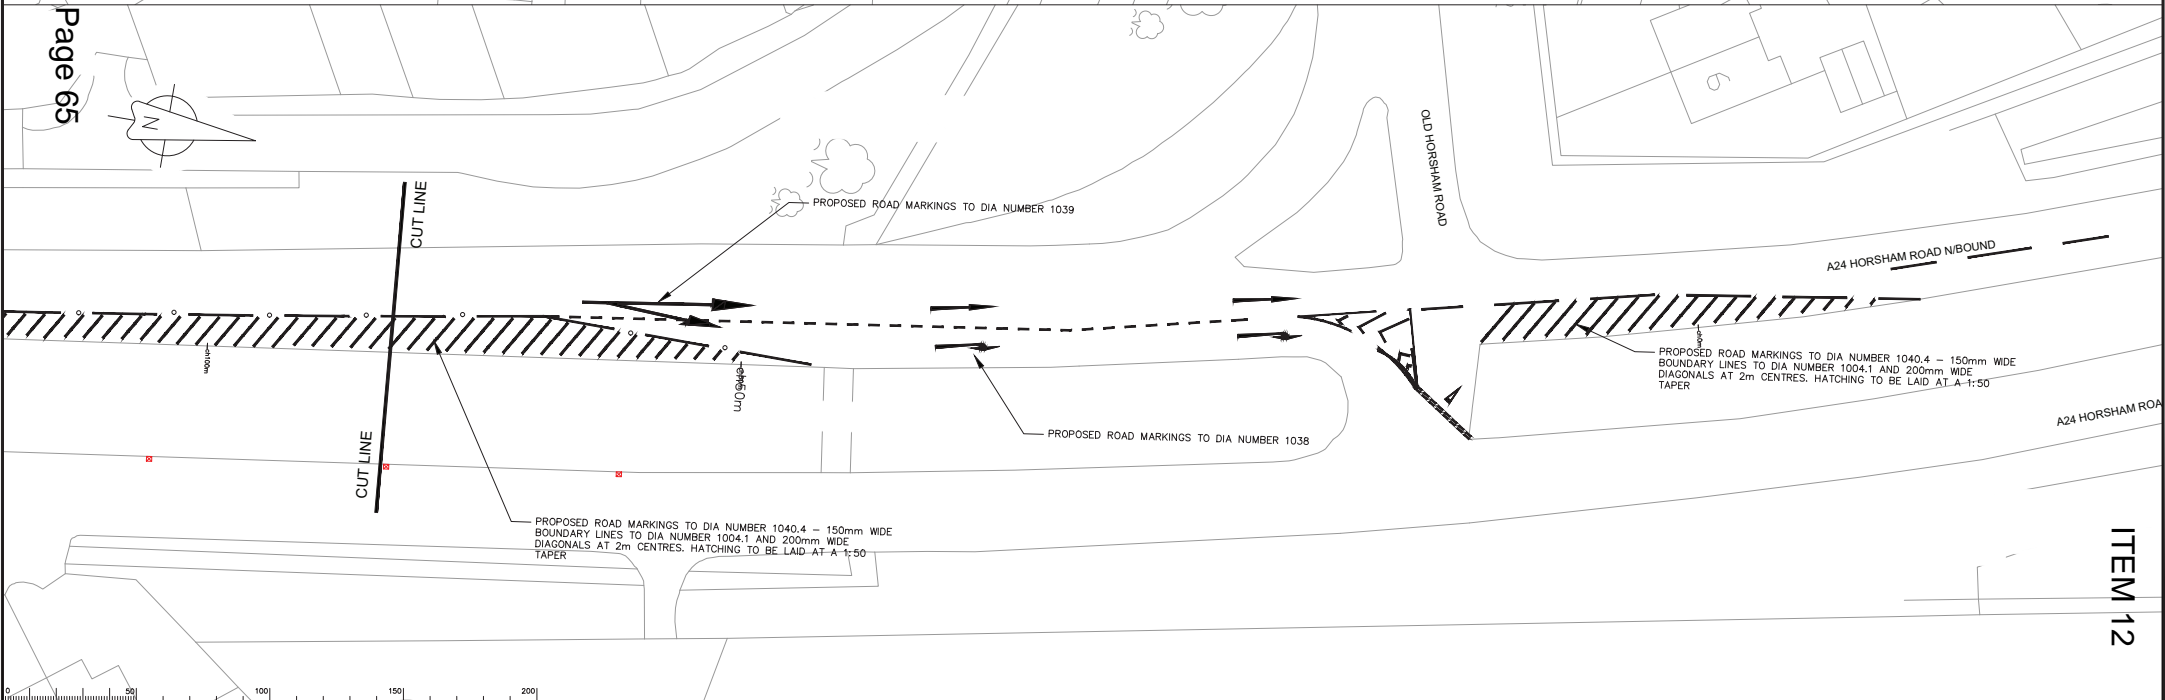 Page 65
N
CUT LINE
PROPOSED ROAD MARKINGS TO DIA NUMBER 1039
OLD HORSHAM ROAD
A24 HORSHAM ROAD N/BOUND
PROPOSED ROAD MARKINGS TO DIA NUMBER 1040.4 - 150mm WIDE
BOUNDARY LINES TO DIA NUMBER 1004.1 AND 200mm WIDE
DIAGONALS AT 2m CENTRES. HATCHING TO BE LAID AT A 1:50
TAPER
A24 HORSHAM ROA
PROPOSED ROAD MARKINGS TO DIA NUMBER 1038
CUT LINE
PROPOSED ROAD MARKINGS TO DIA NUMBER 1040.4 - 150mm WIDE
BOUNDARY LINES TO DIA NUMBER 1004.1 AND 200mm WIDE
DIAGONALS AT 2m CENTRES. HATCHING TO BE LAID AT A 1:50
TAPER
ITEM 12
0 50 100 150 200